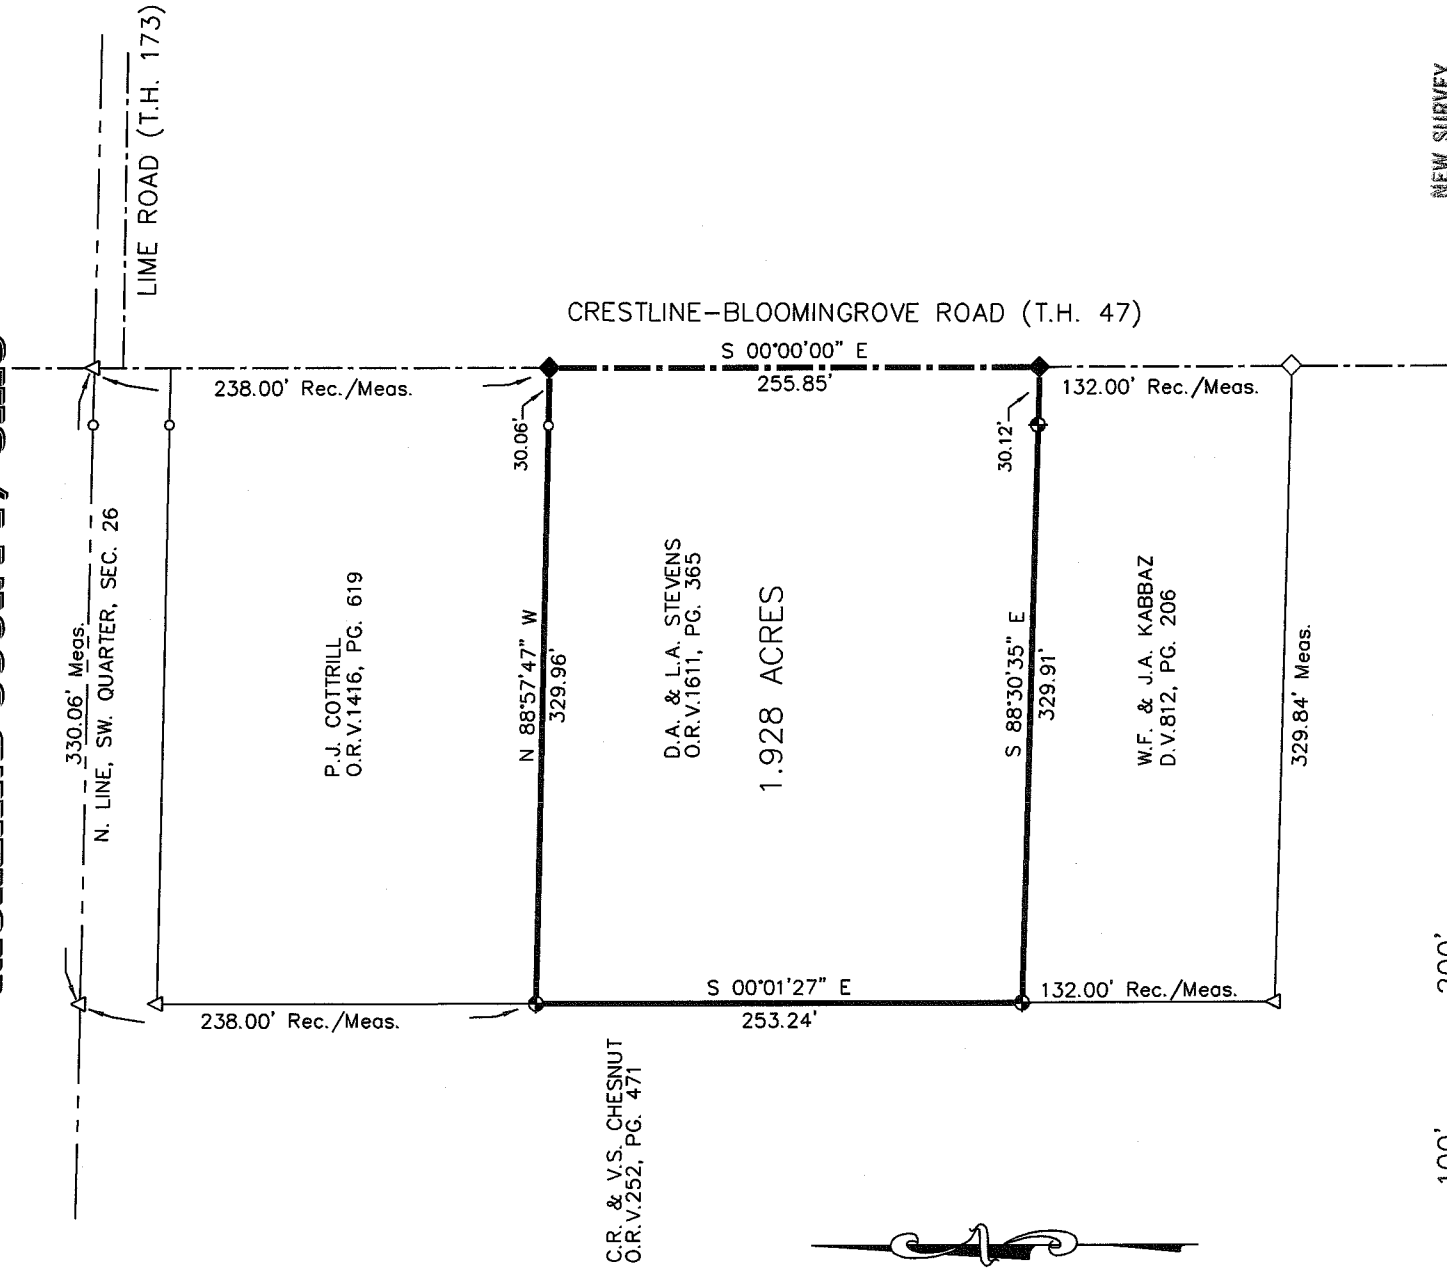 LIME ROAD (T.H. 173)
NEW SURVEY
CRESTLINE-BLOOMINGROVE ROAD (T.H. 47)
S 00°00'00" E
255.85'
238.00' Rec./Meas.
132.00' Rec./Meas.
30.06'
30.12'
330.06' Meas.
N. LINE, SW. QUARTER, SEC. 26
P.J. COTTRILL
O.R.V.1416, PG. 619
N 88°57'47" W
329.96'
D.A. & L.A. STEVENS
O.R.V.1611, PG. 365
1.928 ACRES
S 88°30'35" E
329.91'
W.F. & J.A. KABBAZ
D.V.812, PG. 206
329.84' Meas.
S 00°01'27" E
253.24'
238.00' Rec./Meas.
132.00' Rec./Meas.
C.R. & V.S. CHESNUT
O.R.V.252, PG. 471
200'
100'